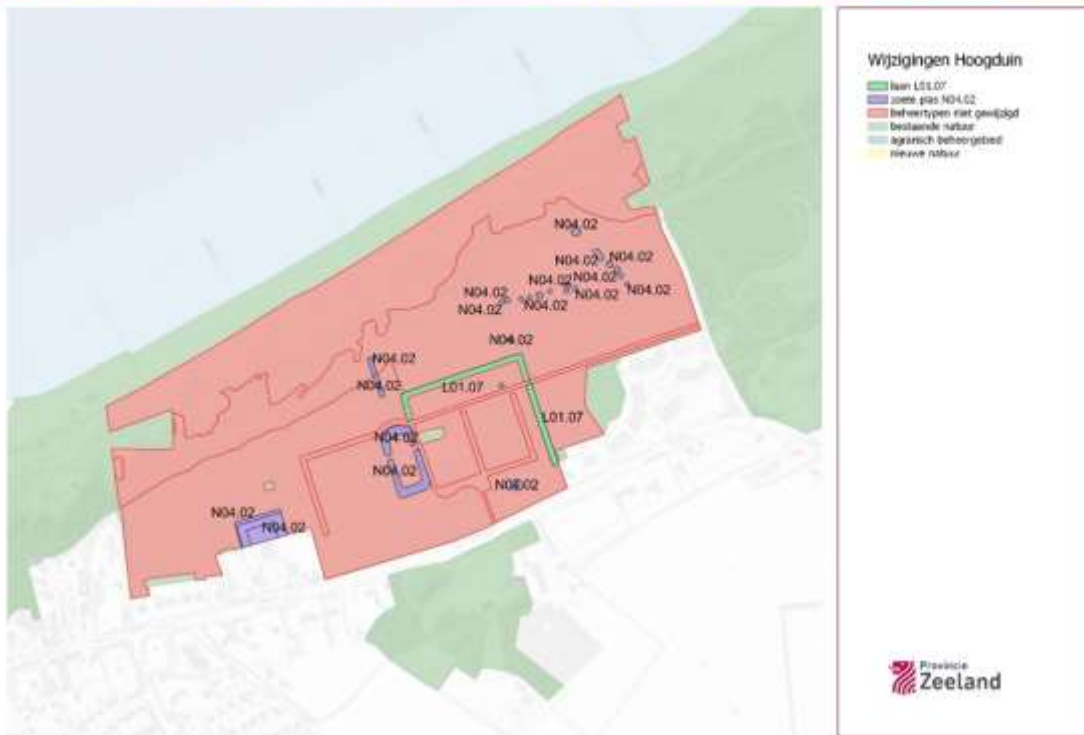 Wijzigingen Hoogduin
laan L01.07
zoete plas N04.02
beheertypen niet gewijzigd
bestaande natuur
agrarisch beheergebied
nieuwe natuur
N04.02
N04.02
N04.02
N04.02
N04.02
N04.02
N04.02
N04.02
N04.02
N04.02
N04.02
N04.02
N04.02
L01.07
L01.07
N04.02
N04.02
N04.02
N04.02
Provincie
Zeeland